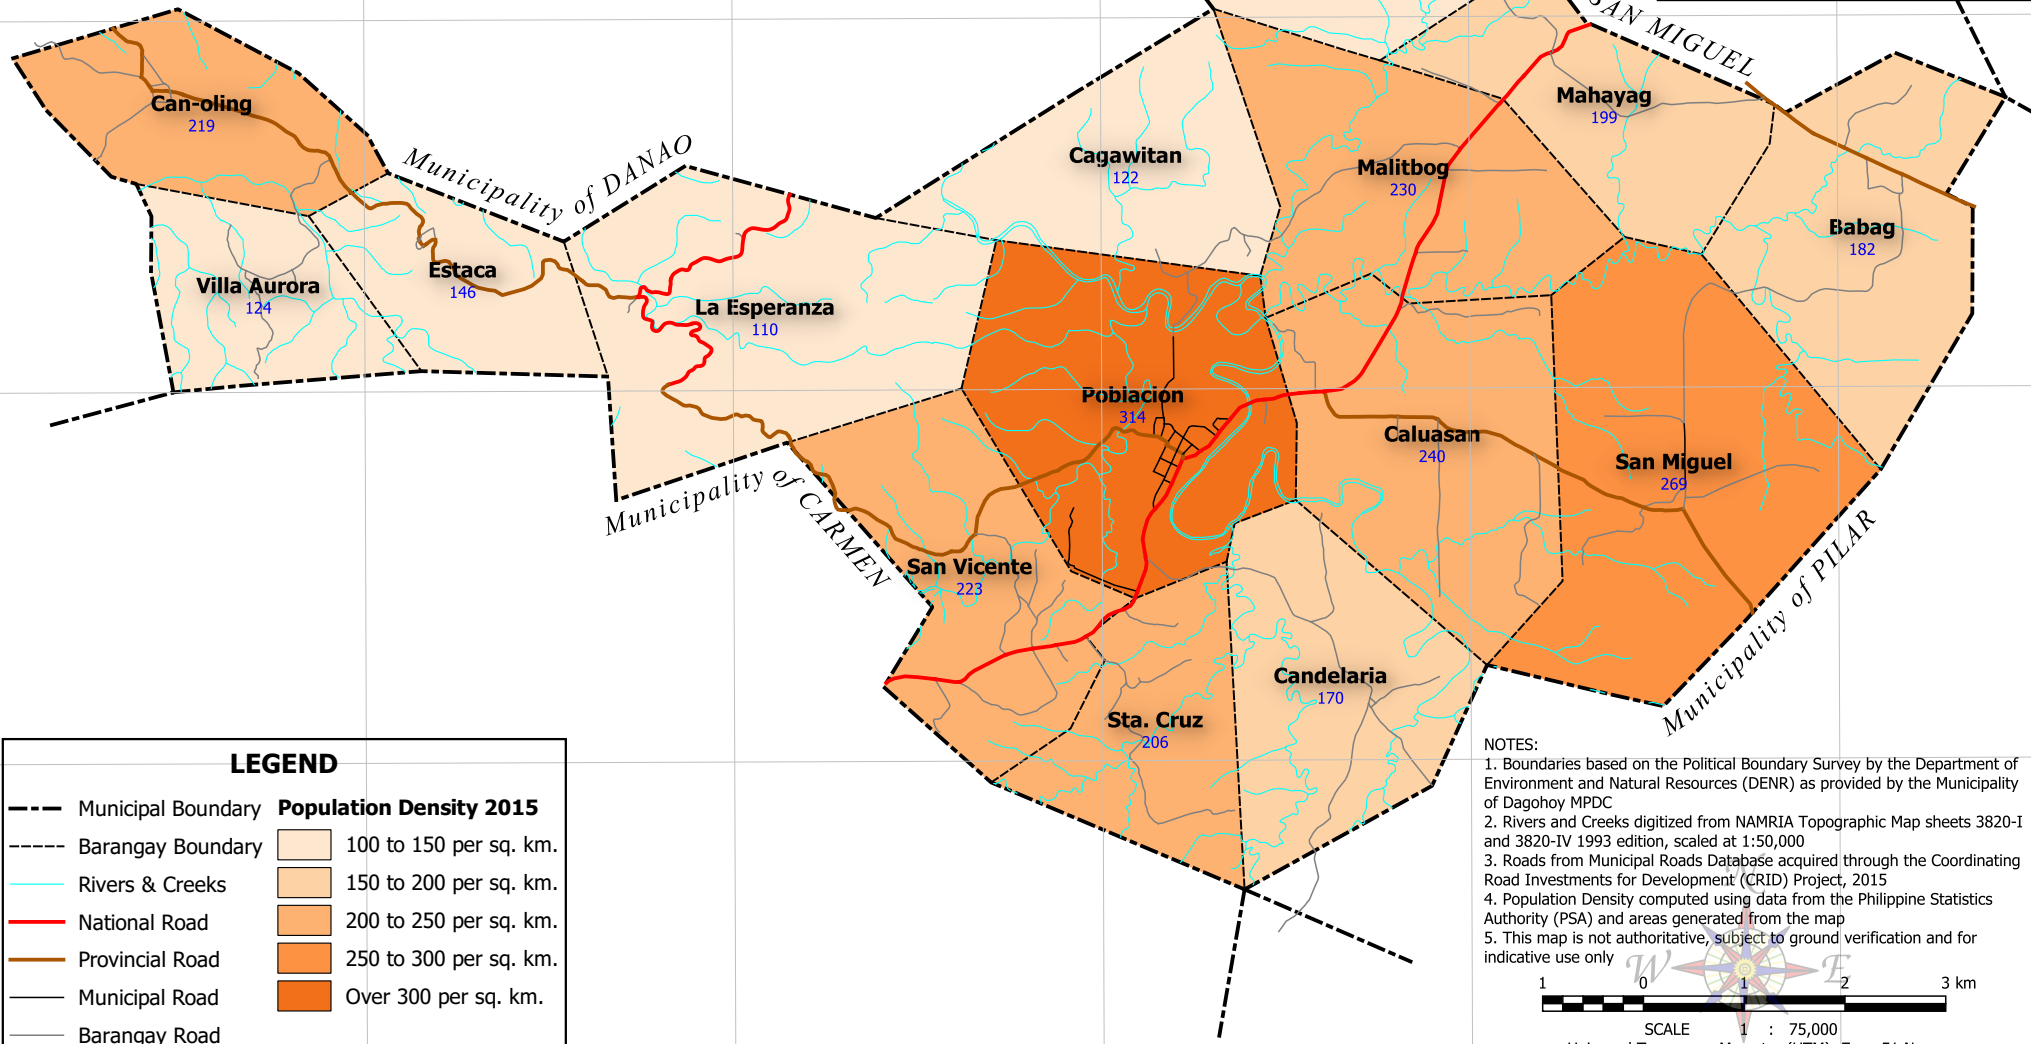 SAN MIGUEL
Can-oling
219
Mahayag
199
Municipality of DANAO
Cagawitan
122
Malitbog
230
Babag
182
Villa Aurora
124
Estaca
146
La Esperanza
110
Poblacion
314
Caluasan
240
San Miguel
269
Municipality of CARMEN
San Vicente
223
Municipality of PILAR
Candelaria
170
Sta. Cruz
206
LEGEND
Municipal Boundary
Barangay Boundary
Rivers & Creeks
National Road
Provincial Road
Municipal Road
Barangay Road
Population Density 2015
100 to 150 per sq. km.
150 to 200 per sq. km.
200 to 250 per sq. km.
250 to 300 per sq. km.
Over 300 per sq. km.
NOTES:
1. Boundaries based on the Political Boundary Survey by the Department of
Environment and Natural Resources (DENR) as provided by the Municipality
of Dagohoy MPDC
2. Rivers and Creeks digitized from NAMRIA Topographic Map sheets 3820-I
and 3820-IV 1993 edition, scaled at 1:50,000
3. Roads from Municipal Roads Database acquired through the Coordinating
Road Investments for Development (CRID) Project, 2015
4. Population Density computed using data from the Philippine Statistics
Authority (PSA) and areas generated from the map
5. This map is not authoritative, subject to ground verification and for
indicative use only
N
W E
1 0 1 2 3 km
SCALE 1 : 75,000